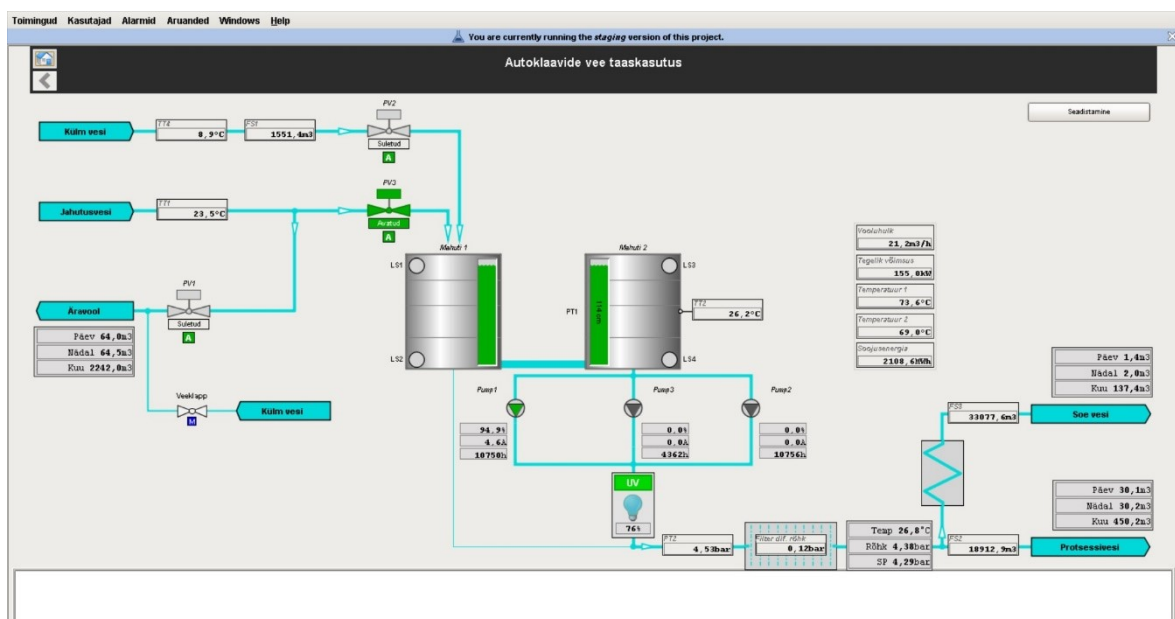 Toimingud Kasutajad Alarmid Aruanded Windows Help
You are currently running the staging version of this project.
Autoklaavide vee taaskasutus
Seadistamine
PV2
Külm vesi
TT4
8,9°C
FS1
1551,4m3
Suletud
A
PV3
Jahutusvesi
TT1
23,5°C
Avatud
A
PV1
Äravool
Suletud
A
Päev 64,0m3
Nädal 64,5m3
Kuu 2242,0m3
Veeklapp
M
Külm vesi
Mahuti 1
LS1
LS2
Mahuti 2
LS3
PT1
LS4
TT2
26,2°C
Vooluhulk
21,2m3/h
Tegelik võimsus
155,0kW
Temperatuur 1
73,6°C
Temperatuur 2
69,0°C
Soojusenergia
2108,6MWh
Pump1
94,9%
4,6A
10750h
Pump3
0,0%
0,0A
4362h
Pump2
0,0%
0,0A
10756h
UV
76%
PT2
4,53bar
Filter dif. rõhk
0,12bar
Temp 26,8°C
Rõhk 4,38bar
SP 4,29bar
Päev 1,4m3
Nädal 2,0m3
Kuu 137,4m3
FS3
33077,6m3
Soe vesi
Päev 30,1m3
Nädal 30,2m3
Kuu 450,2m3
FS2
18912,9m3
Protsessivesi